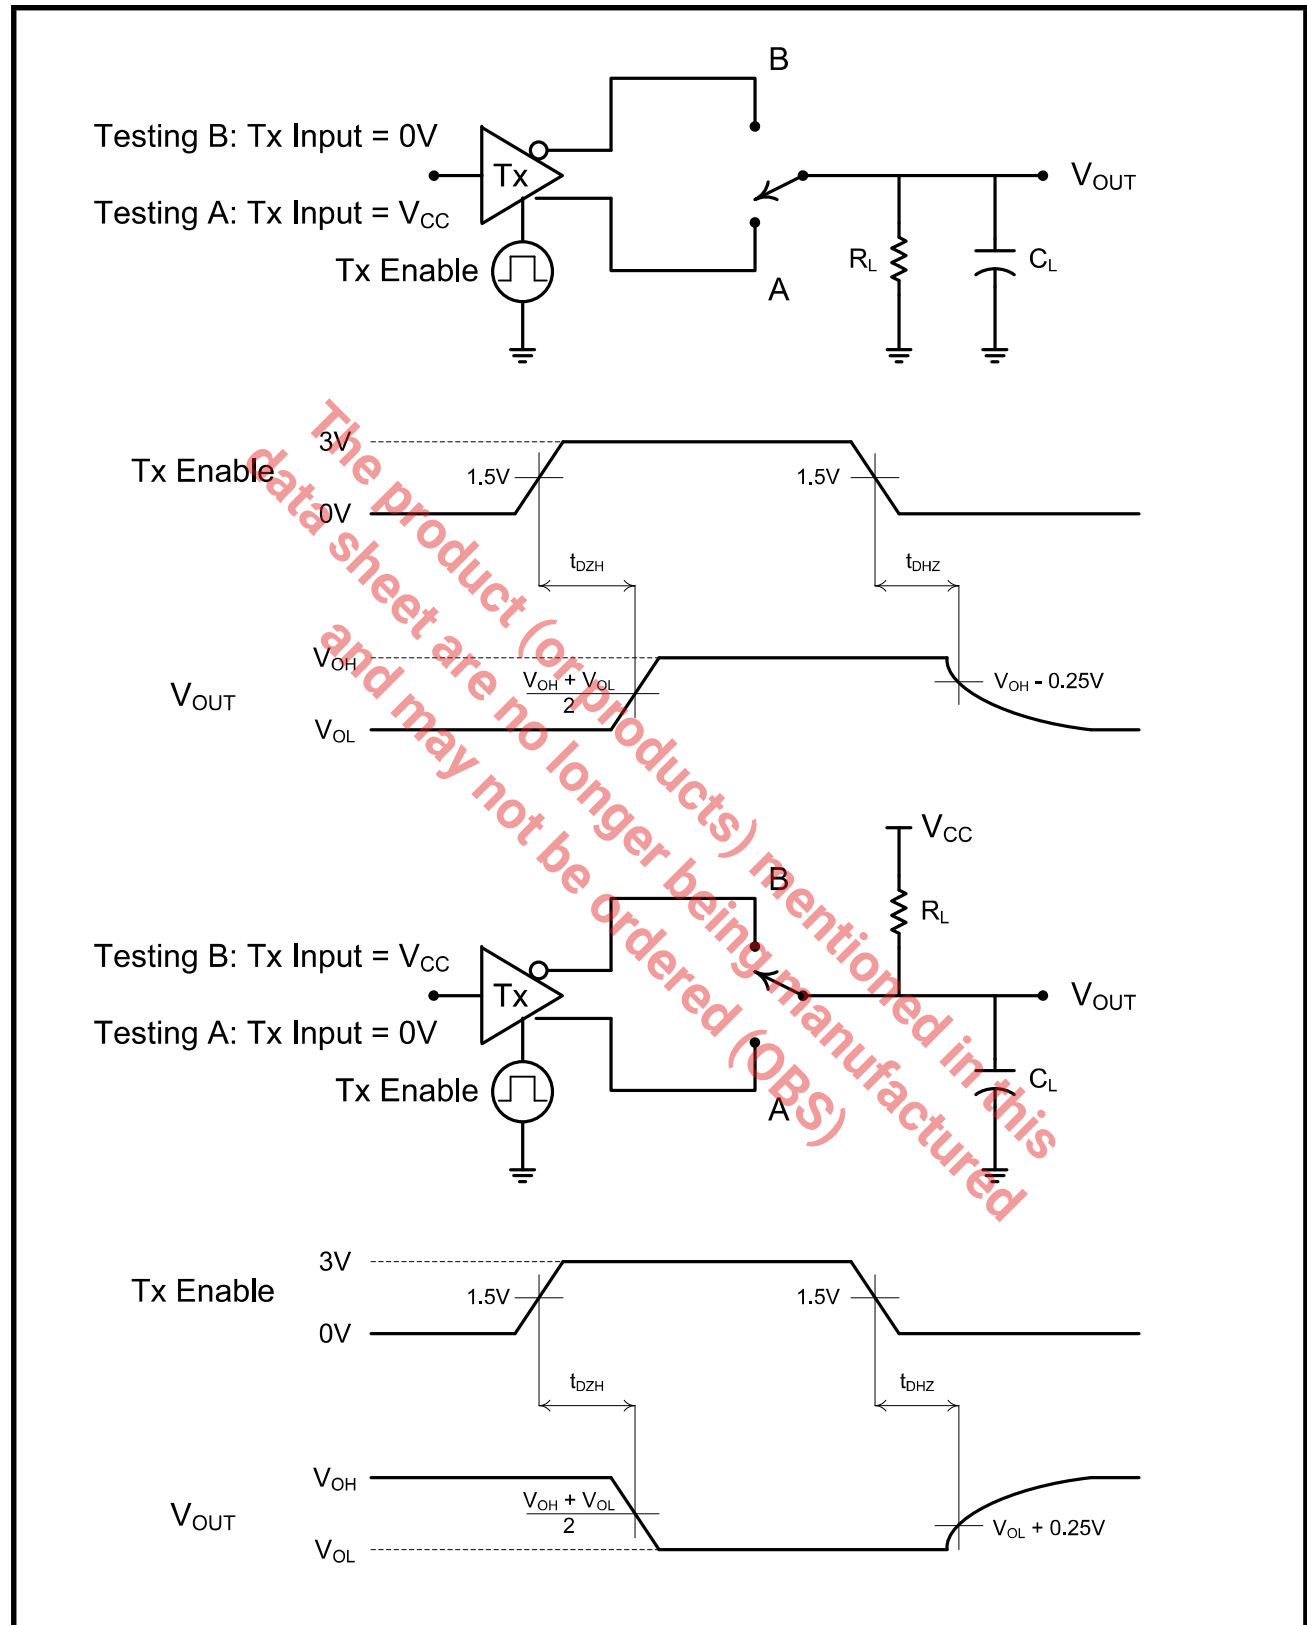 B
Testing B: Tx Input = 0V
Tx
V_OUT
Testing A: Tx Input = V_CC
R_L
C_L
Tx Enable
A
3V
Tx Enable
1.5V
1.5V
0V
t_DZH
t_DHZ
V_OH
V_OH + V_OL
2
V_OH - 0.25V
V_OUT
V_OL
The product (or products) mentioned in this
data sheet are no longer being manufactured
and may not be ordered (OBS)
V_CC
B
R_L
Testing B: Tx Input = V_CC
Tx
V_OUT
Testing A: Tx Input = 0V
C_L
Tx Enable
A
3V
Tx Enable
1.5V
1.5V
0V
t_DZH
t_DHZ
V_OH
V_OH + V_OL
2
V_OUT
V_OL + 0.25V
V_OL